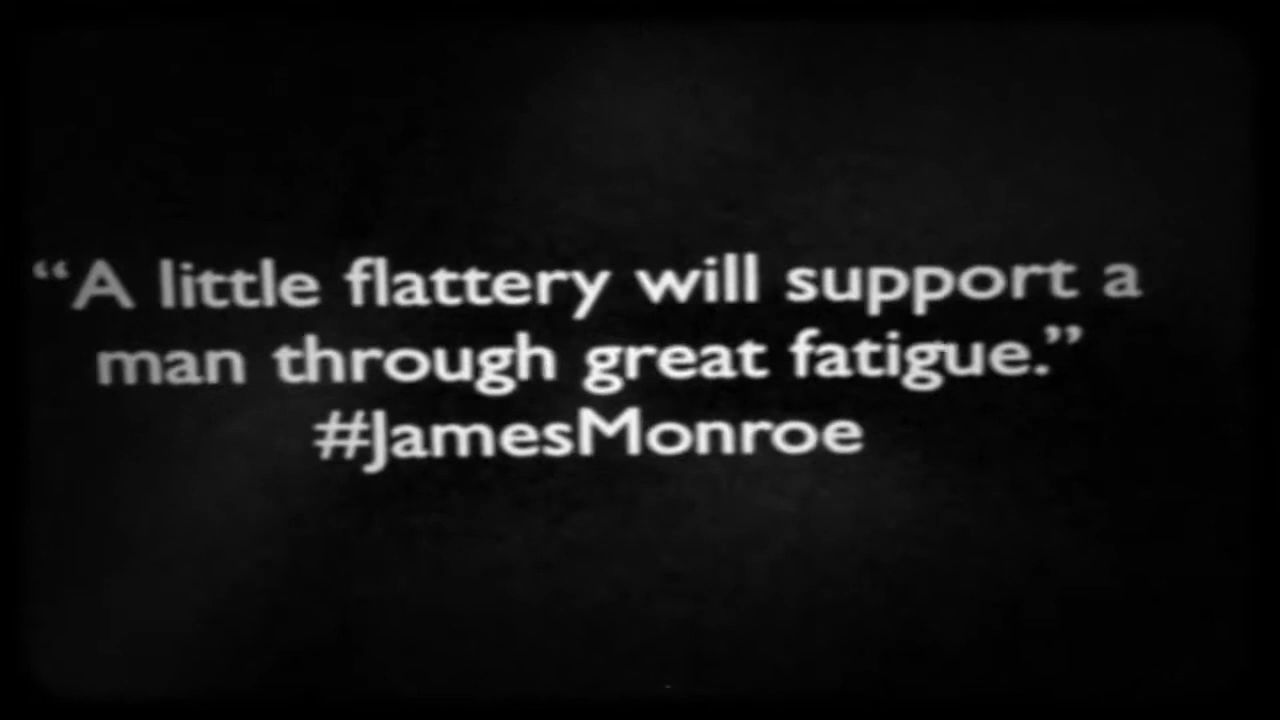 “A little flattery will support a
man through great fatigue.”
#JamesMonroe